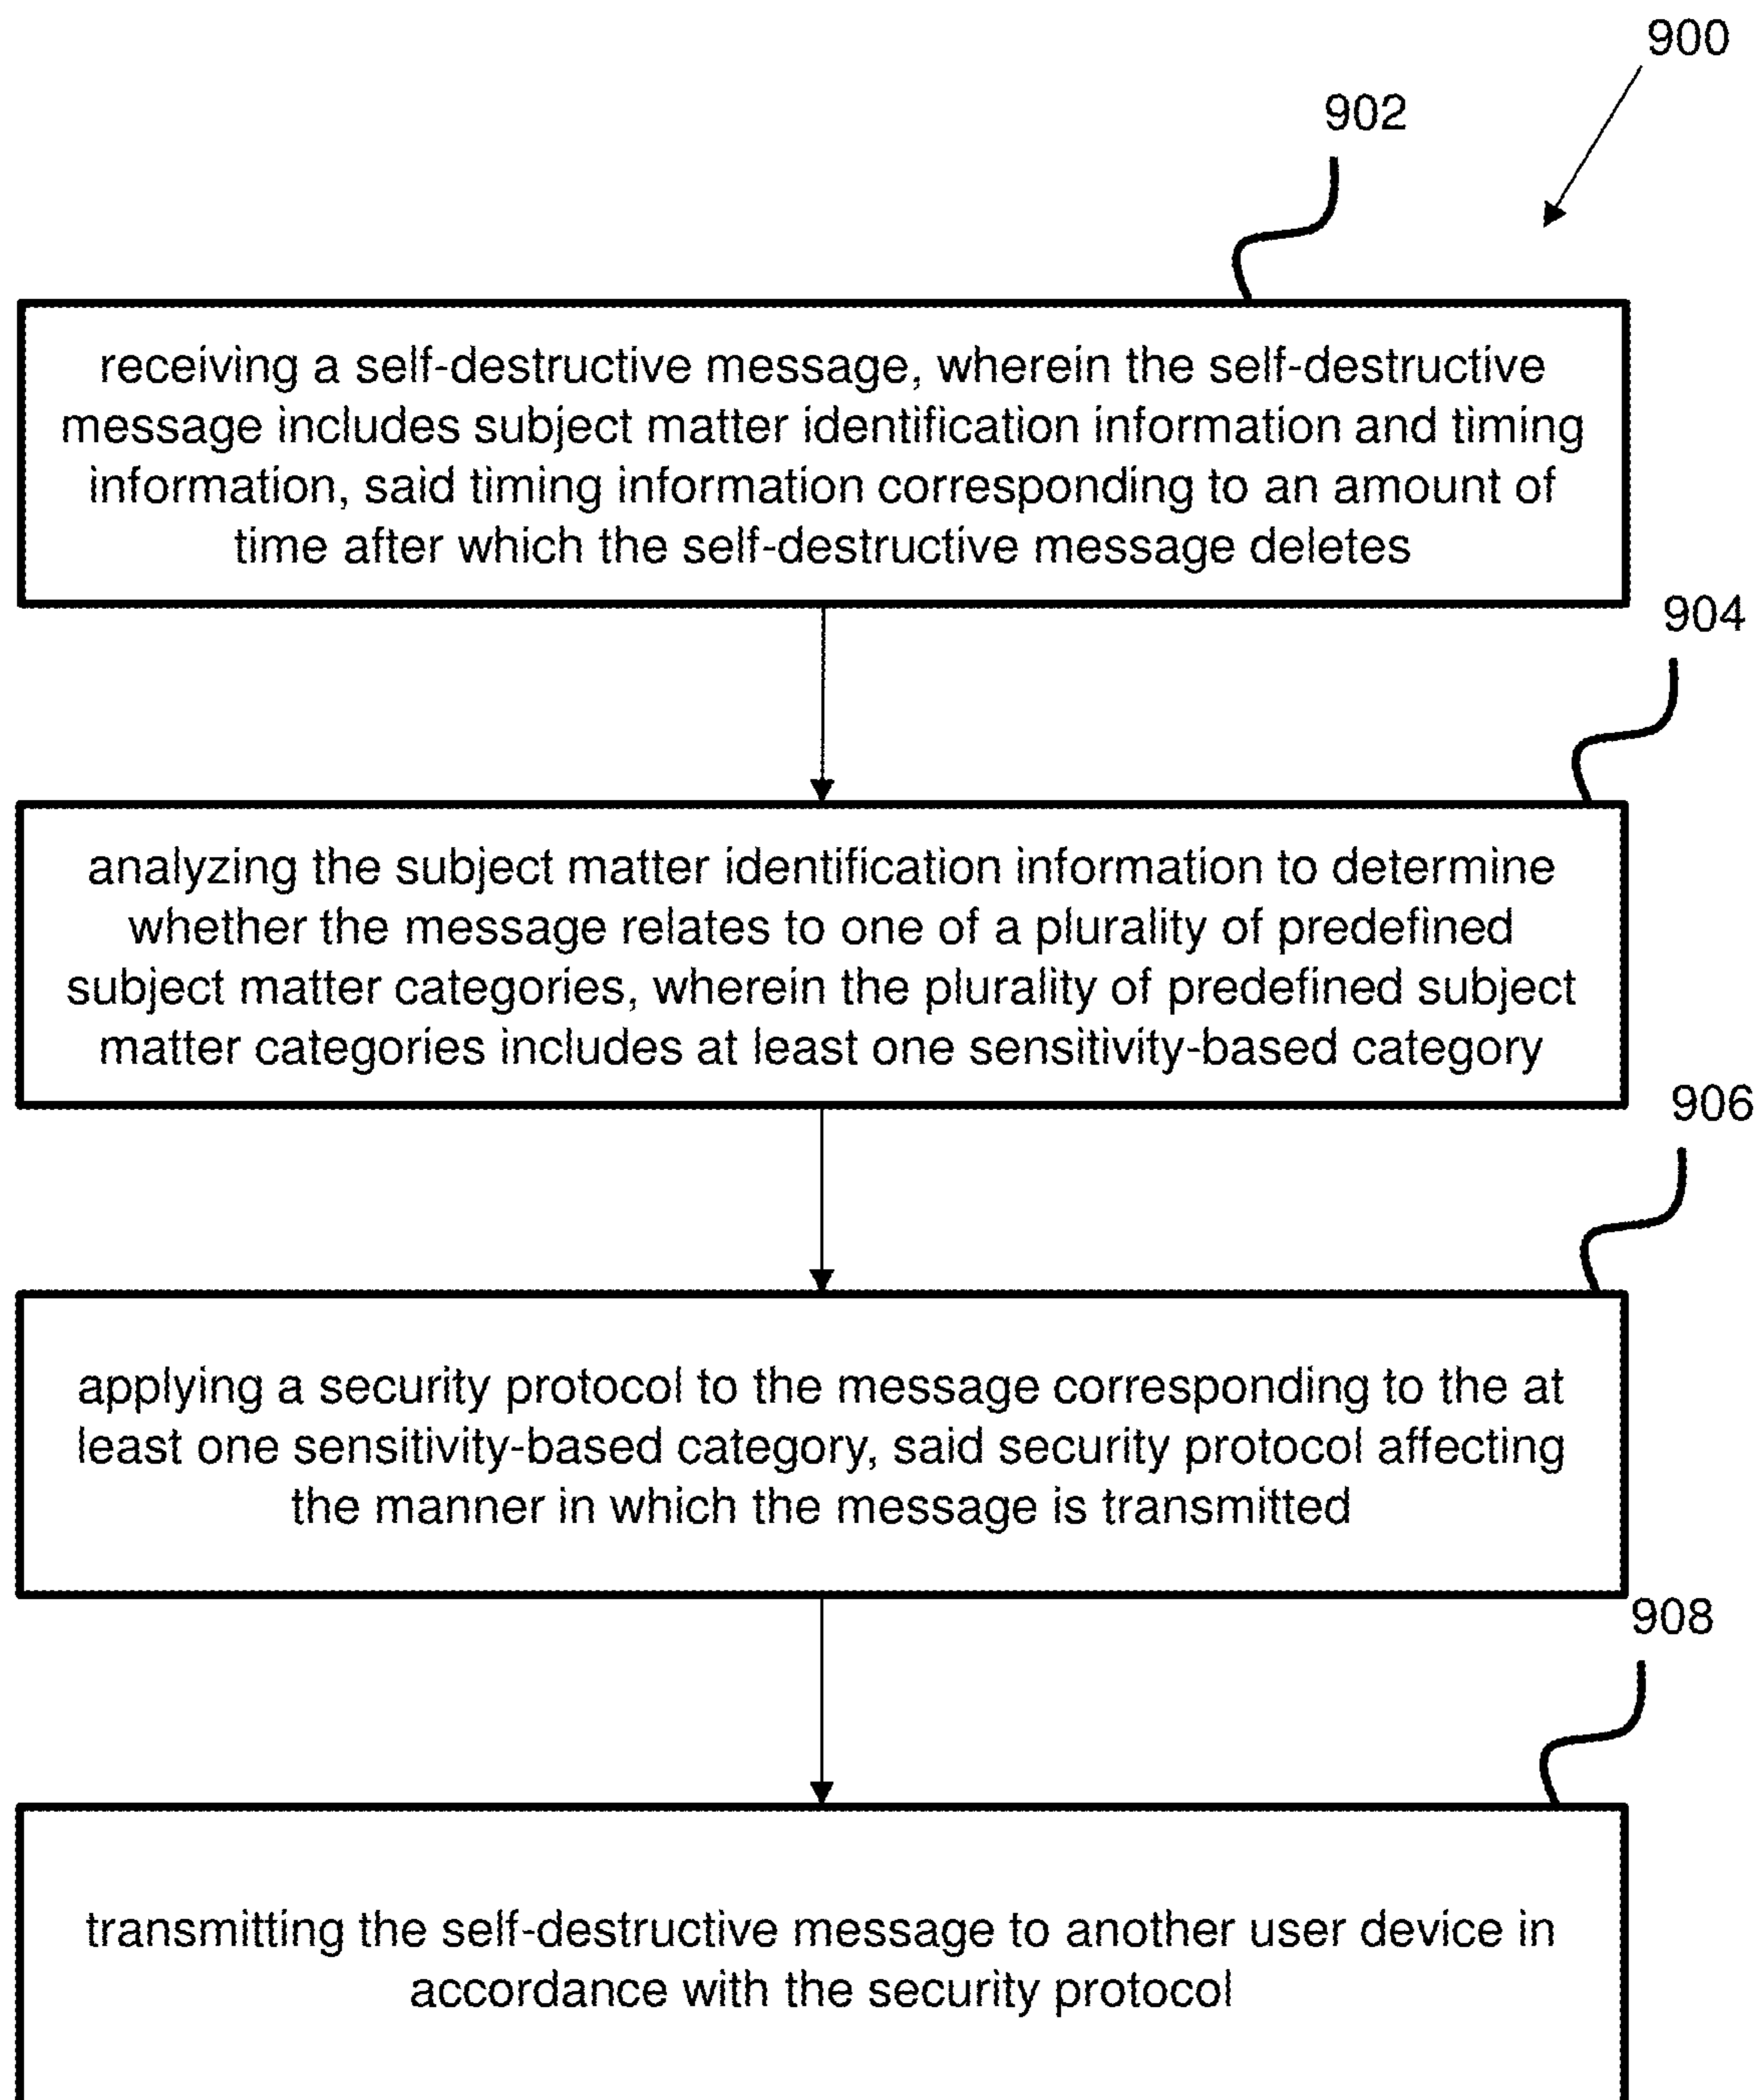 900
902
receiving a self-destructive message, wherein the self-destructive
message includes subject matter identification information and timing
information, said timing information corresponding to an amount of
time after which the self-destructive message deletes
904
analyzing the subject matter identification information to determine
whether the message relates to one of a plurality of predefined
subject matter categories, wherein the plurality of predefined subject
matter categories includes at least one sensitivity-based category
906
applying a security protocol to the message corresponding to the at
least one sensitivity-based category, said security protocol affecting
the manner in which the message is transmitted
908
transmitting the self-destructive message to another user device in
accordance with the security protocol